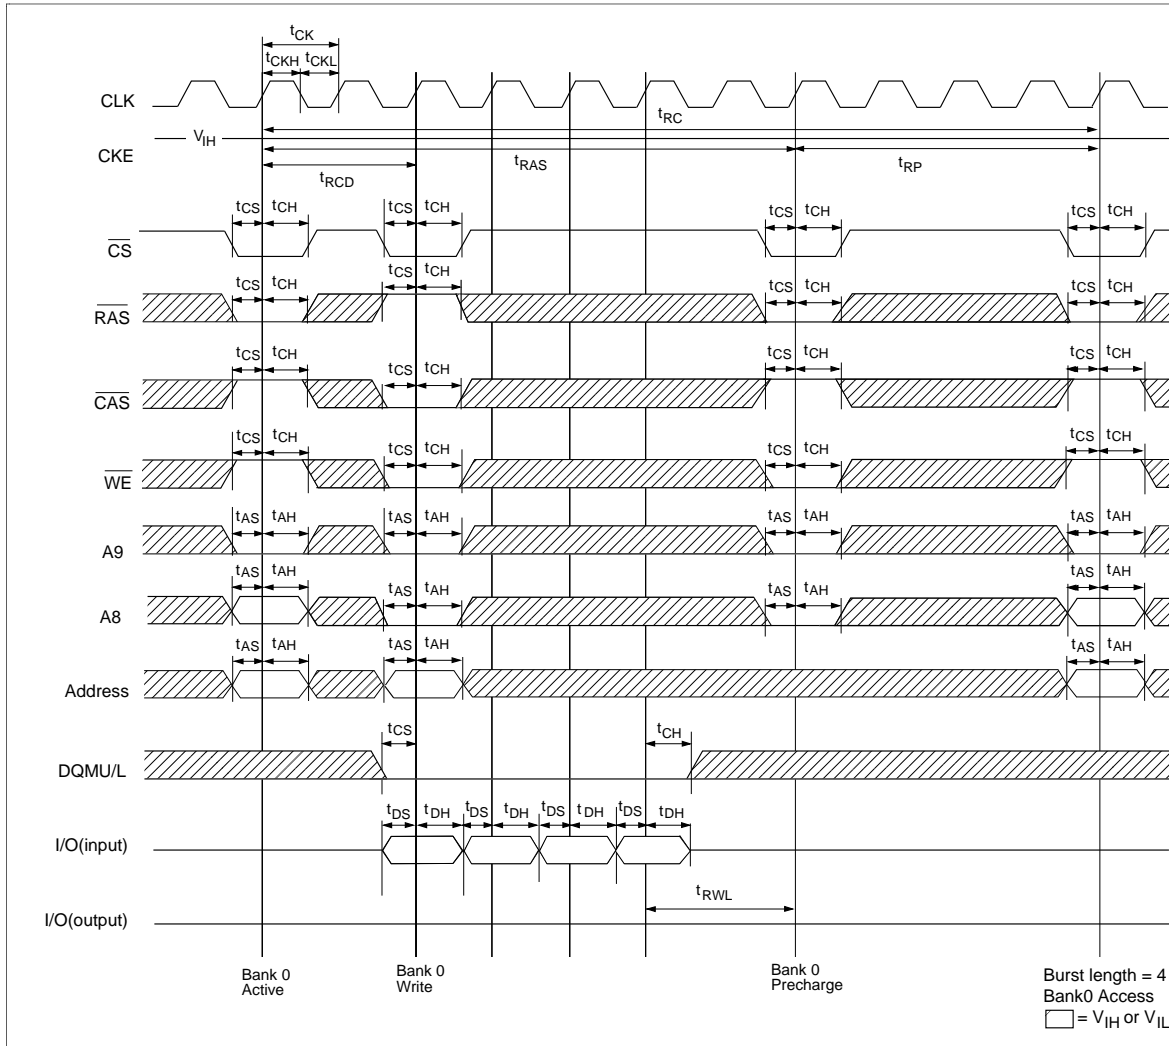 tCK
tCKH tCKL
CLK
tRC
VIH
CKE
tRAS tRP
tRCD
tCS tCH tCS tCH tCS tCH tCS tCH
CS
tCS tCH tCS tCH tCS tCH tCS tCH
RAS
tCS tCH tCS tCH tCS tCH tCS tCH
CAS
tCS tCH tCS tCH tCS tCH tCS tCH
WE
tAS tAH tAS tAH tAS tAH tAS tAH
A9
tAS tAH tAS tAH tAS tAH tAS tAH
A8
tAS tAH tAS tAH tAS tAH
Address
tCS tCH
DQMU/L
tDS tDH tDS tDH tDS tDH tDS tDH
I/O(input)
tRWL
I/O(output)
Bank 0
Active
Bank 0
Write
Bank 0
Precharge
Burst length = 4
Bank0 Access
= VIH or VIL